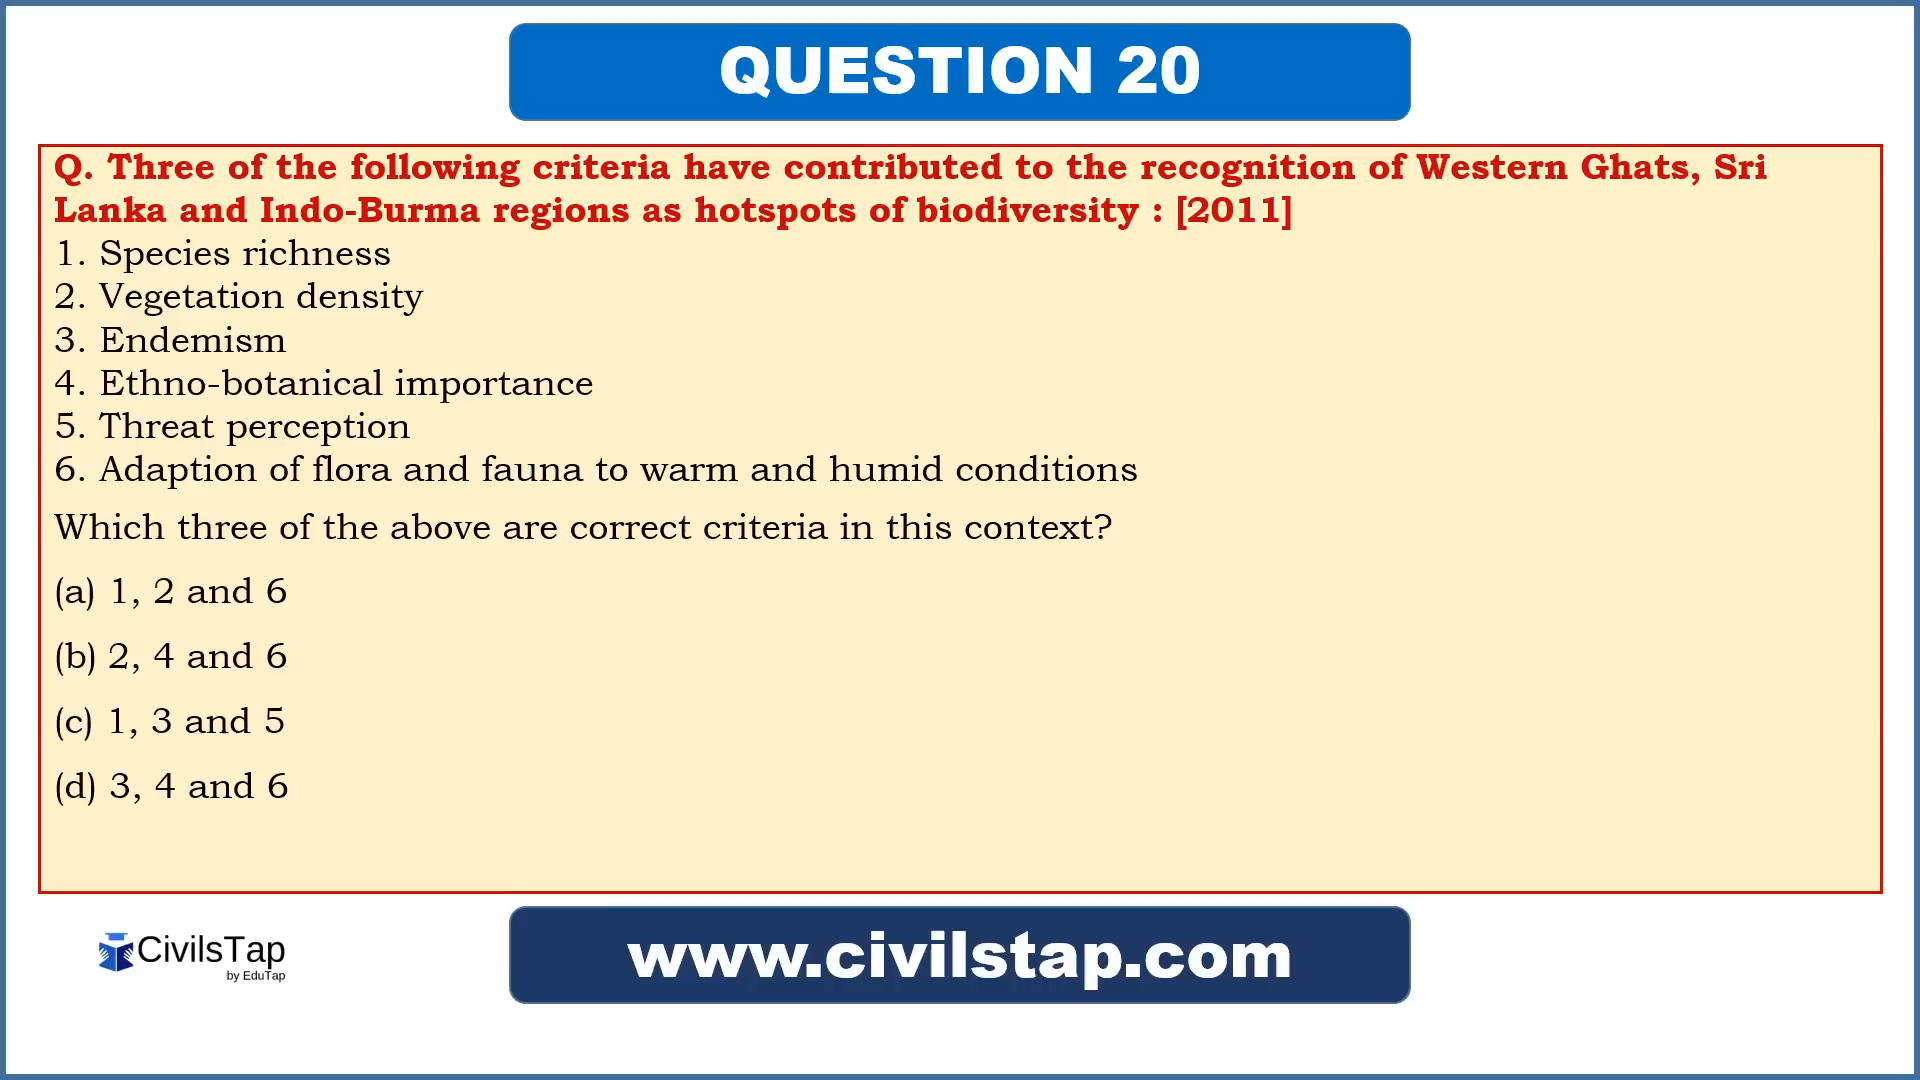 QUESTION 20
Q. Three of the following criteria have contributed to the recognition of Western Ghats, Sri
Lanka and Indo-Burma regions as hotspots of biodiversity : [2011]
1. Species richness
2. Vegetation density
3. Endemism
4. Ethno-botanical importance
5. Threat perception
6. Adaption of flora and fauna to warm and humid conditions
Which three of the above are correct criteria in this context?
(a) 1, 2 and 6
(b) 2, 4 and 6
(c) 1, 3 and 5
(d) 3, 4 and 6
CivilsTap
by EduTap
www.civilstap.com